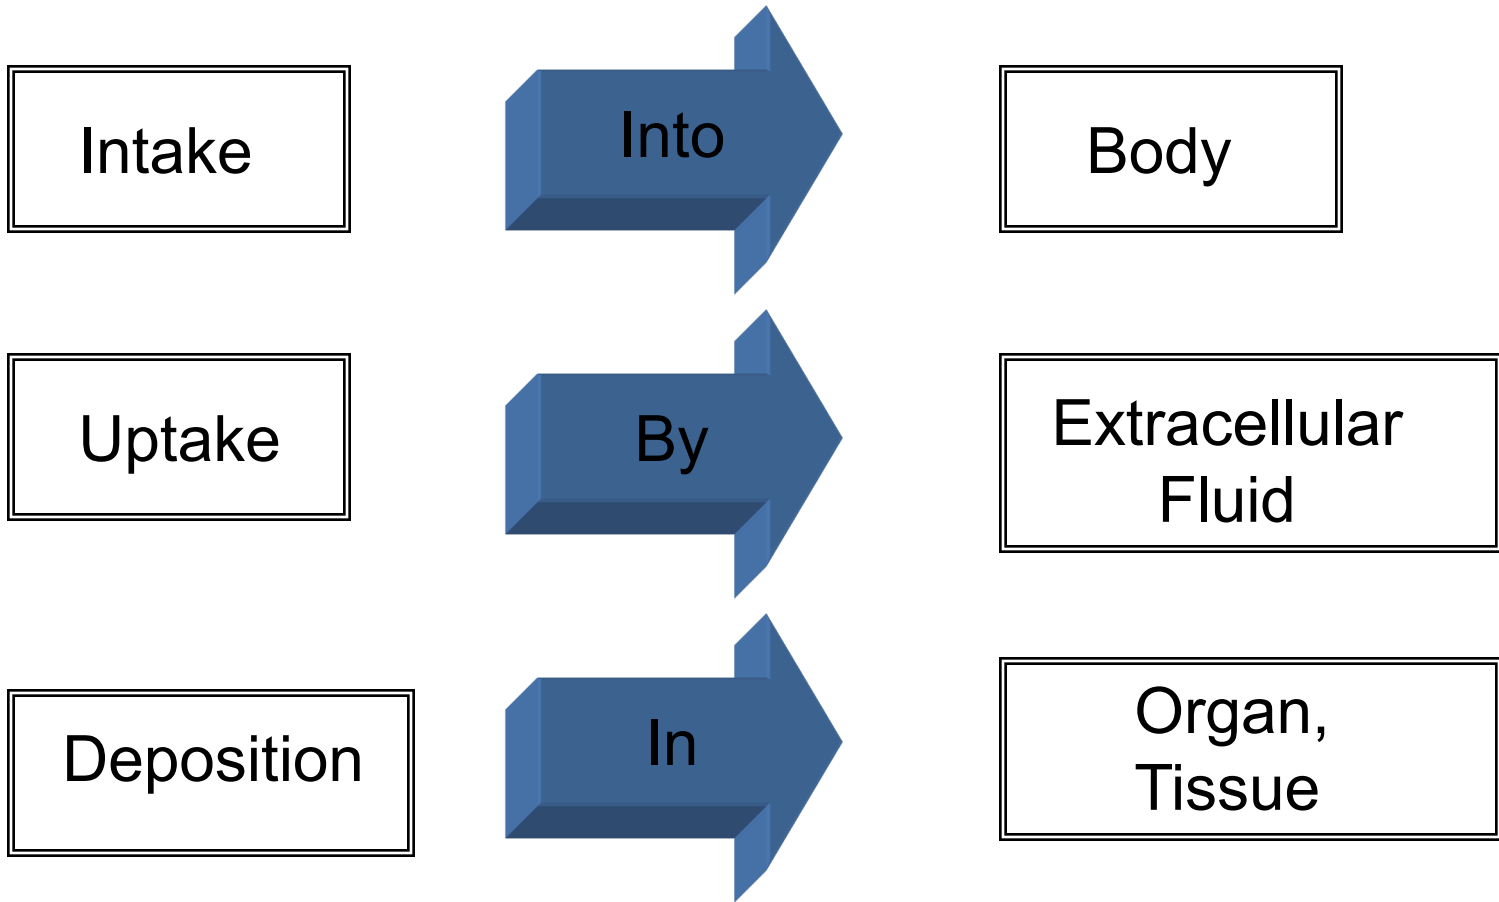 Intake
Into
Body
Uptake
By
Extracellular
Fluid
Deposition
In
Organ,
Tissue